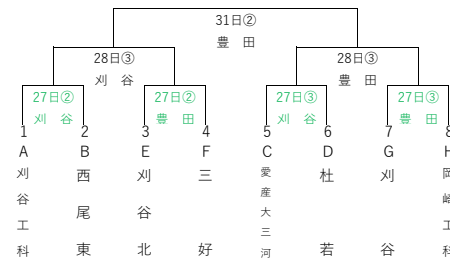 31日②
豊　田
28日③
刈　谷
28日③
豊　田
27日②
刈　谷
27日②
豊　田
27日③
刈　谷
27日③
豊　田
1 2 3 4 5 6 7 8
A B E F C D G H
刈谷工科
西尾東
刈谷北
三好
愛産大三河
杜若
刈谷
岡崎工科